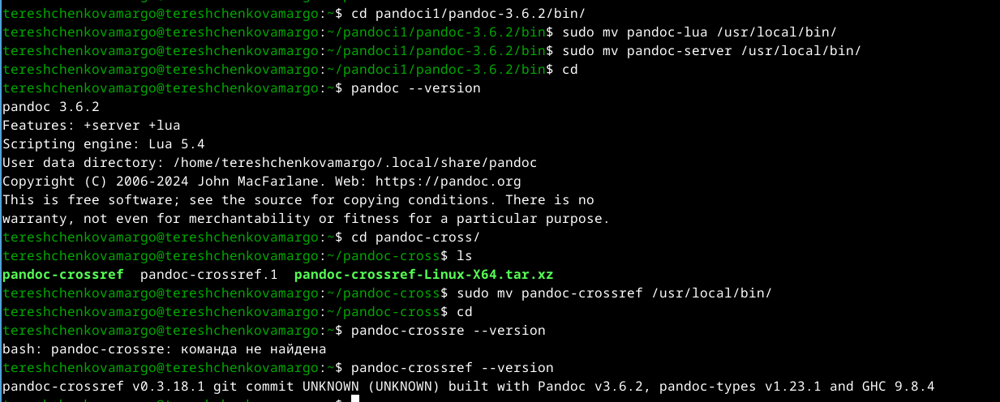 tereshchenkovamargo@tereshchenkovamargo:~$ cd pandoci1/pandoc-3.6.2/bin/
tereshchenkovamargo@tereshchenkovamargo:~/pandoci1/pandoc-3.6.2/bin$ sudo mv pandoc-lua /usr/local/bin/
tereshchenkovamargo@tereshchenkovamargo:~/pandoci1/pandoc-3.6.2/bin$ sudo mv pandoc-server /usr/local/bin/
tereshchenkovamargo@tereshchenkovamargo:~/pandoci1/pandoc-3.6.2/bin$ cd
tereshchenkovamargo@tereshchenkovamargo:~$ pandoc --version
pandoc 3.6.2
Features: +server +lua
Scripting engine: Lua 5.4
User data directory: /home/tereshchenkovamargo/.local/share/pandoc
Copyright (C) 2006-2024 John MacFarlane. Web: https://pandoc.org
This is free software; see the source for copying conditions. There is no
warranty, not even for merchantability or fitness for a particular purpose.
tereshchenkovamargo@tereshchenkovamargo:~$ cd pandoc-cross/
tereshchenkovamargo@tereshchenkovamargo:~/pandoc-cross$ ls
pandoc-crossref  pandoc-crossref.1  pandoc-crossref-Linux-X64.tar.xz
tereshchenkovamargo@tereshchenkovamargo:~/pandoc-cross$ sudo mv pandoc-crossref /usr/local/bin/
tereshchenkovamargo@tereshchenkovamargo:~/pandoc-cross$ cd
tereshchenkovamargo@tereshchenkovamargo:~$ pandoc-crossre --version
bash: pandoc-crossre: команда не найдена
tereshchenkovamargo@tereshchenkovamargo:~$ pandoc-crossref --version
pandoc-crossref v0.3.18.1 git commit UNKNOWN (UNKNOWN) built with Pandoc v3.6.2, pandoc-types v1.23.1 and GHC 9.8.4